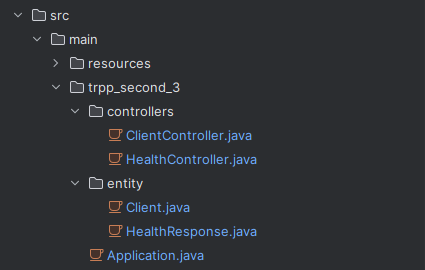 src
main
resources
trpp_second_3
controllers
ClientController.java
HealthController.java
entity
Client.java
HealthResponse.java
Application.java